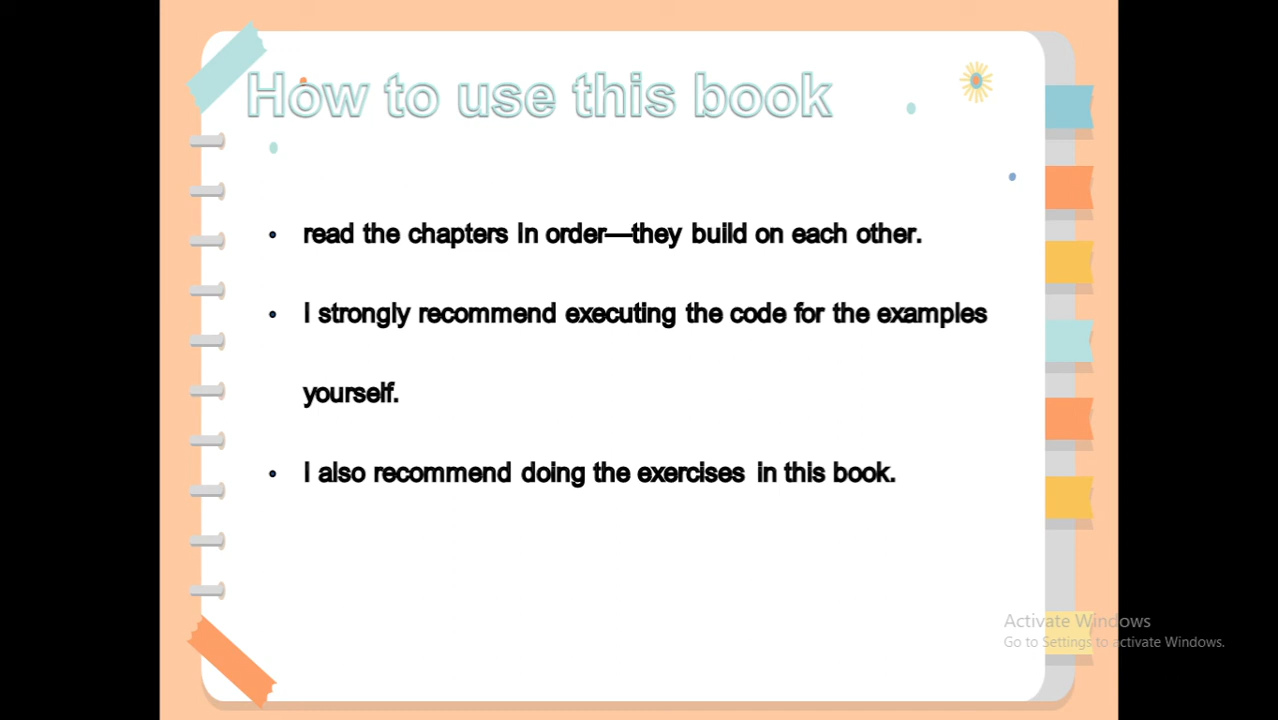 How to use this book
• read the chapters in order—they build on each other.
• I strongly recommend executing the code for the examples
yourself.
• I also recommend doing the exercises in this book.
Activate Windows
Go to Settings to activate Windows.